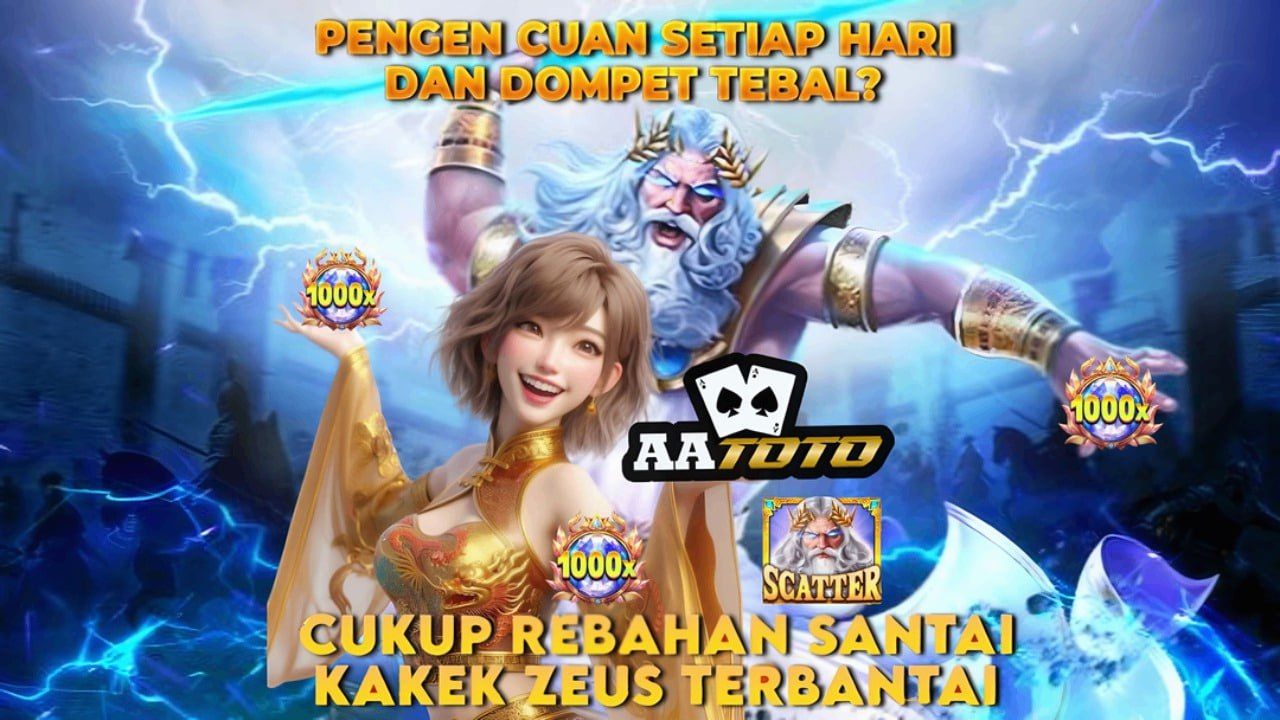 PENGEN CUAN SETIAP HARI
DAN DOMPET TEBAL?
1000x
1000x
AATOTO
1000x
SCATTER
CUKUP REBAHAN SANTAI
KAKEK ZEUS TERBANTAI